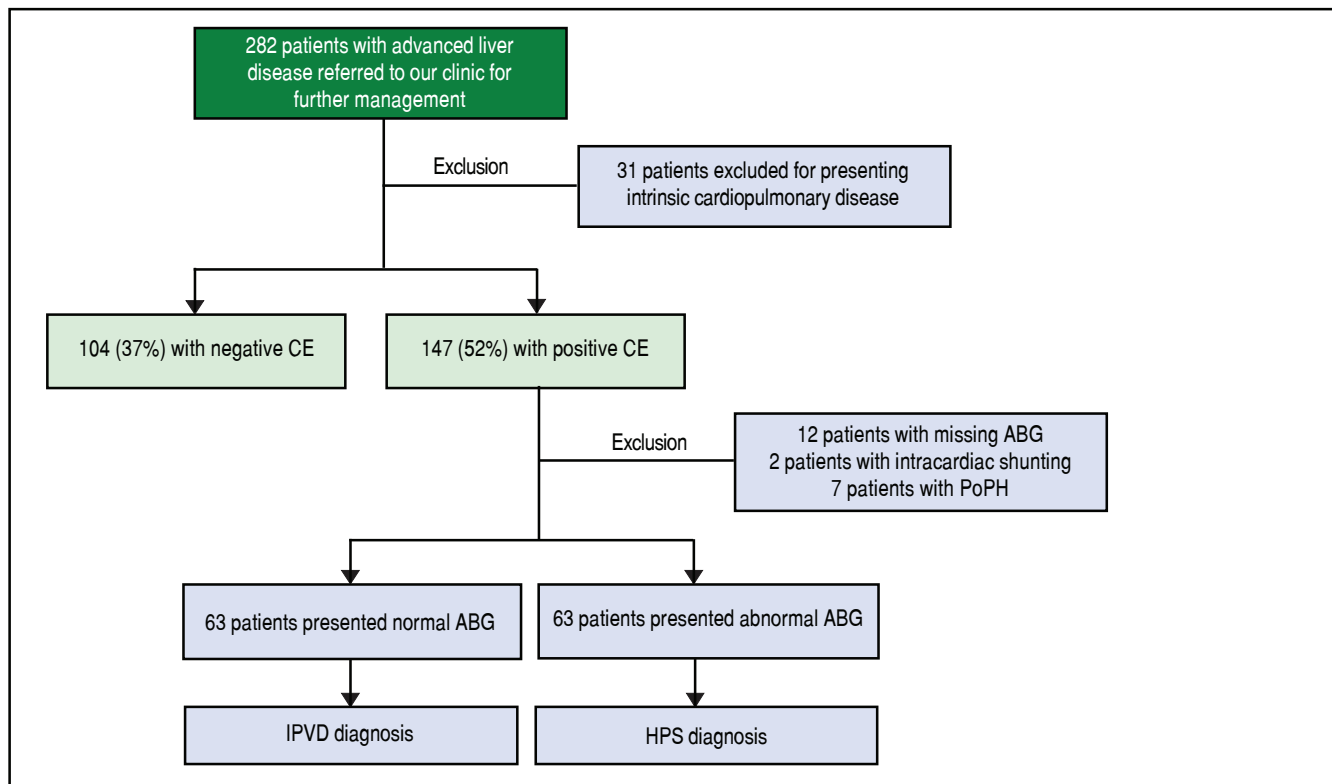 282 patients with advanced liver
disease referred to our clinic for
further management
Exclusion
31 patients excluded for presenting
intrinsic cardiopulmonary disease
104 (37%) with negative CE
147 (52%) with positive CE
Exclusion
12 patients with missing ABG
2 patients with intracardiac shunting
7 patients with PoPH
63 patients presented normal ABG
63 patients presented abnormal ABG
IPVD diagnosis
HPS diagnosis